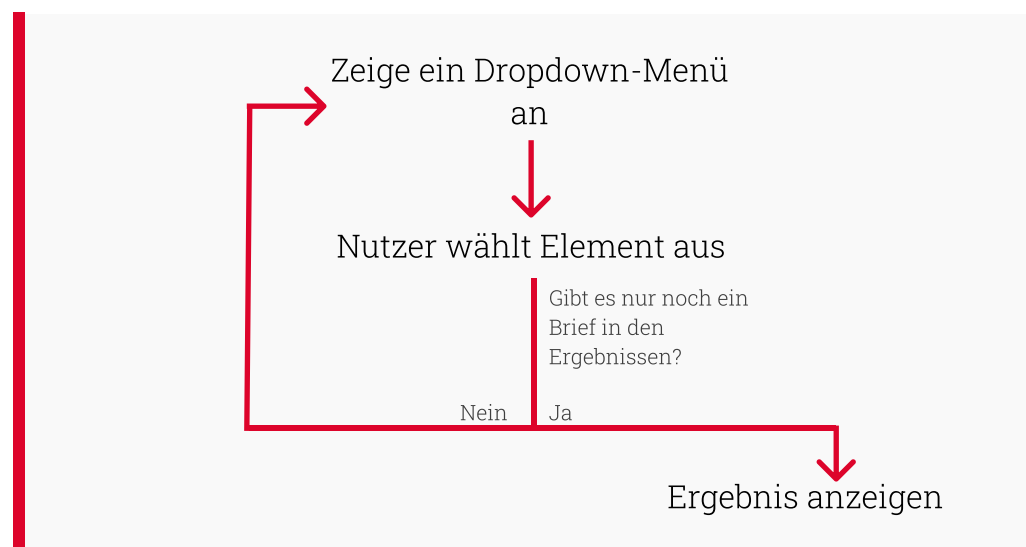 Zeige ein Dropdown-Menü
an
Nutzer wählt Element aus
Gibt es nur noch ein
Brief in den
Ergebnissen?
Nein
Ja
Ergebnis anzeigen